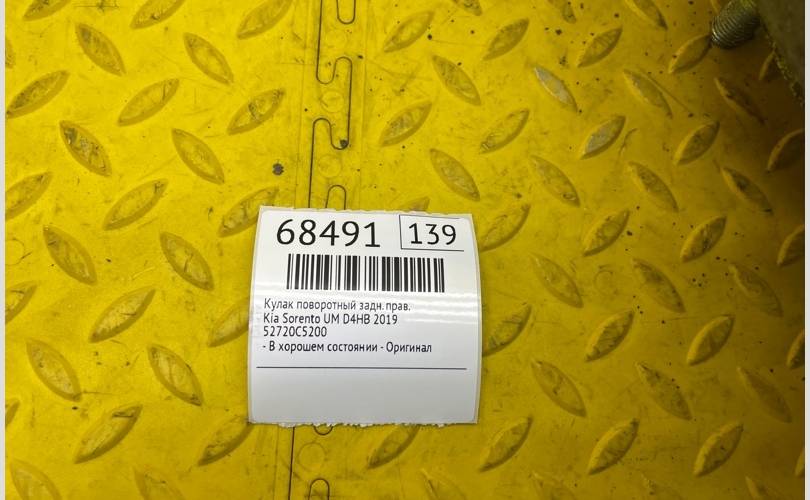 68491 139
Кулак поворотный задн. прав.
Kia Sorento UM D4HB 2019
52720C5200
- В хорошем состоянии - Оригинал